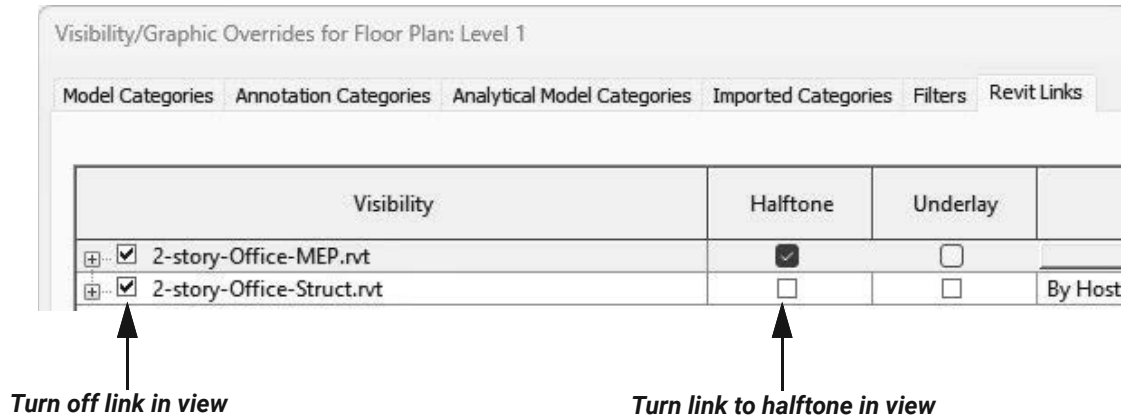 Visibility/Graphic Overrides for Floor Plan: Level 1
Model Categories Annotation Categories Analytical Model Categories Imported Categories Filters Revit Links
Visibility Halftone Underlay
2-story-Office-MEP.rvt
2-story-Office-Struct.rvt By Host
Turn off link in view Turn link to halftone in view